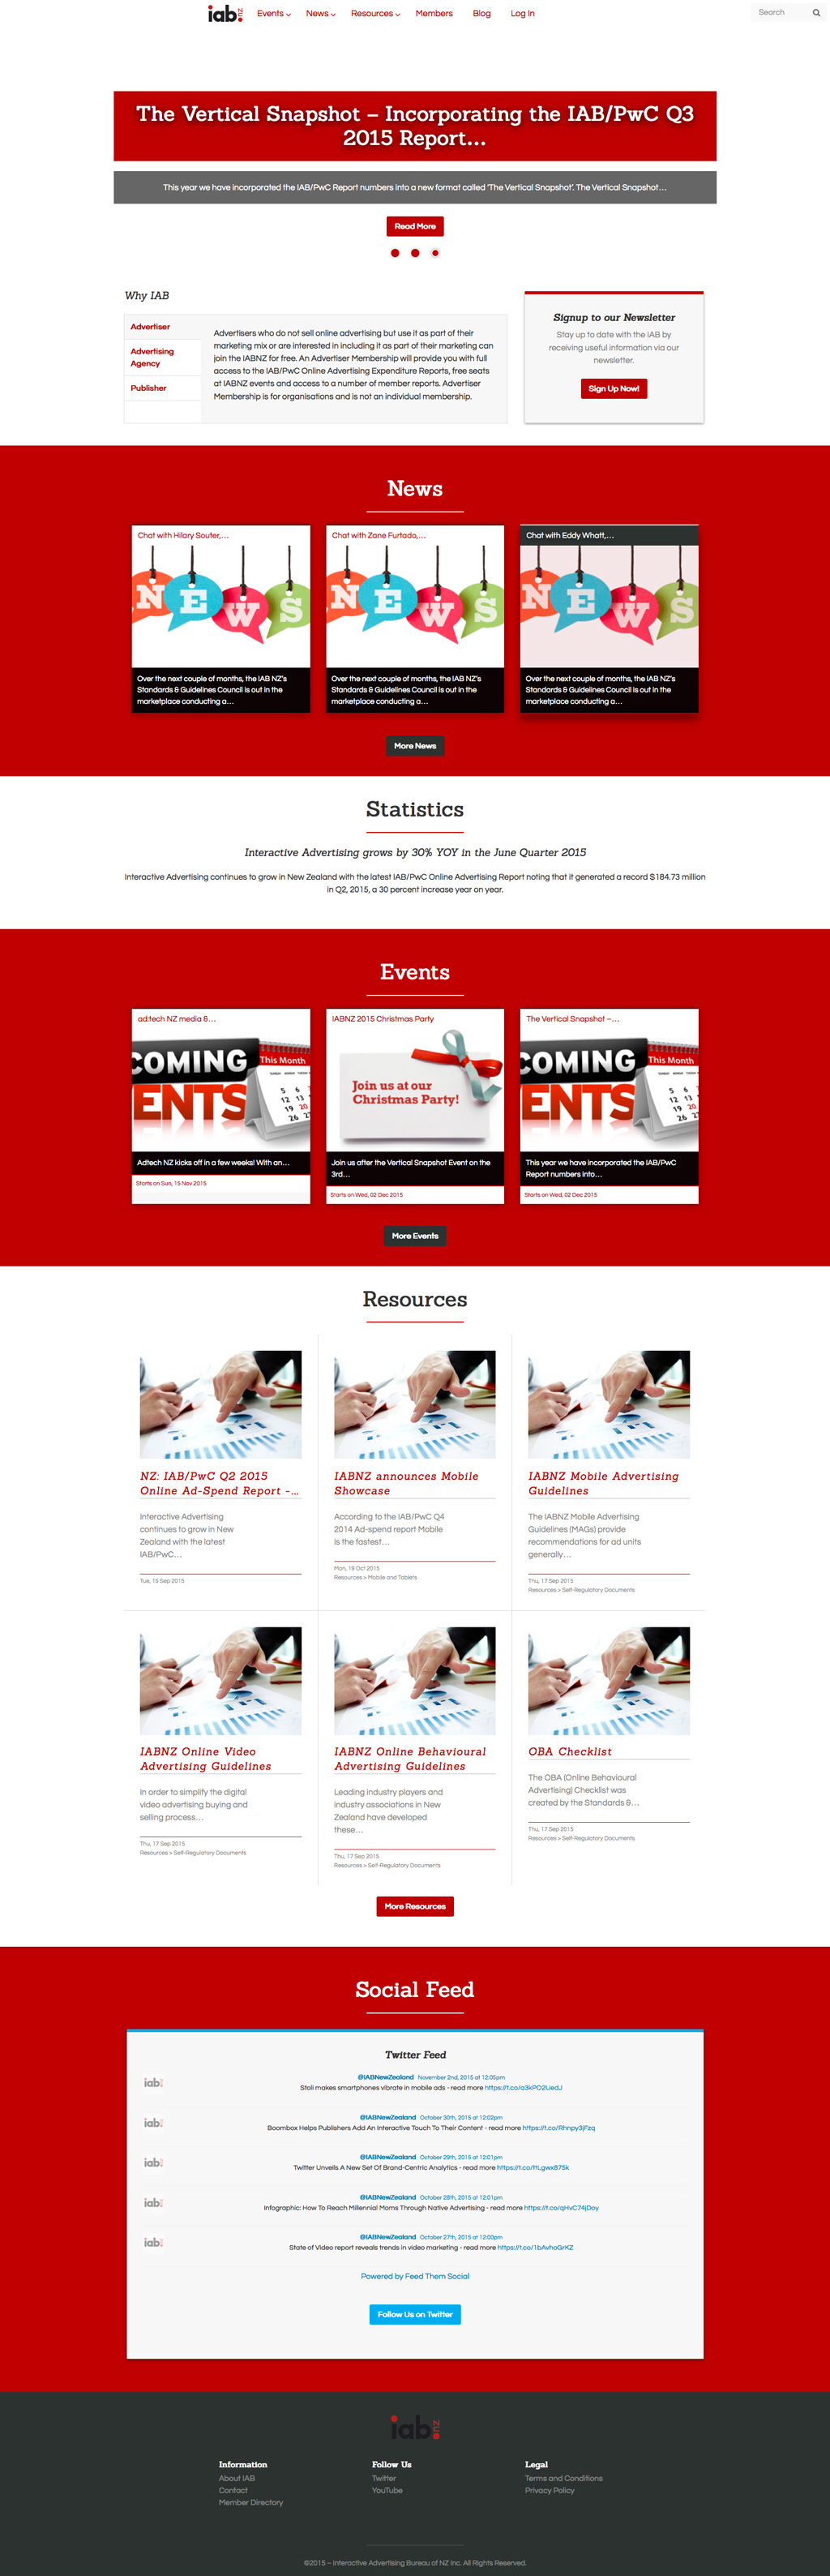 iab.nz Events News Resources Members Blog Log In Search
The Vertical Snapshot – Incorporating the IAB/PwC Q3
2015 Report...
This year we have incorporated the IAB/PwC Report numbers into a new format called 'The Vertical Snapshot'. The Vertical Snapshot...
Read More
Why IAB
Advertiser
Advertising
Agency
Publisher
Advertisers who do not sell online advertising but use it as part of their
marketing mix or are interested in including it as part of their marketing can
join the IABNZ for free. An Advertiser Membership will provide you with full
access to the IAB/PwC Online Advertising Expenditure Reports, free seats
at IABNZ events and access to a number of member reports. Advertiser
Membership is for organisations and is not an individual membership.
Signup to our Newsletter
Stay up to date with the IAB by
receiving useful information via our
newsletter.
Sign Up Now!
News
Chat with Hilary Souter,...
NEWS
Over the next couple of months, the IAB NZ's
Standards & Guidelines Council is out in the
marketplace conducting a...
Chat with Zane Furtado,...
NEWS
Over the next couple of months, the IAB NZ's
Standards & Guidelines Council is out in the
marketplace conducting a...
Chat with Eddy Whatt,...
NEWS
Over the next couple of months, the IAB NZ's
Standards & Guidelines Council is out in the
marketplace conducting a...
More News
Statistics
Interactive Advertising grows by 30% YOY in the June Quarter 2015
Interactive Advertising continues to grow in New Zealand with the latest IAB/PwC Online Advertising Report noting that it generated a record $184.73 million
in Q2, 2015, a 30 percent increase year on year.
Events
ad:tech NZ media &...
COMING
ENTS
This Month
5 6
12 13
19 20
26 27
Adtech NZ kicks off in a few weeks! With an...
Starts on Sun, 15 Nov 2015
IABNZ 2015 Christmas Party
Join us at our
Christmas Party!
Join us after the Vertical Snapshot Event on the
3rd...
Starts on Wed, 02 Dec 2015
The Vertical Snapshot –...
COMING
ENTS
This Month
5 6
12 13
19 20
26 27
This year we have incorporated the IAB/PwC
Report numbers into...
Starts on Wed, 02 Dec 2015
More Events
Resources
NZ: IAB/PwC Q2 2015
Online Ad-Spend Report -...
Interactive Advertising
continues to grow in New
Zealand with the latest
IAB/PwC...
Tue, 15 Sep 2015
IABNZ announces Mobile
Showcase
According to the IAB/PwC Q4
2014 Ad-spend report Mobile
is the fastest...
Mon, 19 Oct 2015
Resources > Mobile and Tablets
IABNZ Mobile Advertising
Guidelines
The IABNZ Mobile Advertising
Guidelines (MAGs) provide
recommendations for ad units
generally...
Thu, 17 Sep 2015
Resources > Self-Regulatory Documents
IABNZ Online Video
Advertising Guidelines
In order to simplify the digital
video advertising buying and
selling process...
Thu, 17 Sep 2015
Resources > Self-Regulatory Documents
IABNZ Online Behavioural
Advertising Guidelines
Leading industry players and
industry associations in New
Zealand have developed
these...
Thu, 17 Sep 2015
Resources > Self-Regulatory Documents
OBA Checklist
The OBA (Online Behavioural
Advertising) Checklist was
created by the Standards &...
Thu, 17 Sep 2015
Resources > Self-Regulatory Documents
More Resources
Social Feed
Twitter Feed
iab.
@IABNewZealand November 2nd, 2015 at 12:05pm
Stoli makes smartphones vibrate in mobile ads - read more https://t.co/a3kPO2UedJ
iab.
@IABNewZealand October 30th, 2015 at 12:02pm
Boombox Helps Publishers Add An Interactive Touch To Their Content - read more https://t.co/Rhnpy3jFzq
iab.
@IABNewZealand October 29th, 2015 at 12:01pm
Twitter Unveils A New Set Of Brand-Centric Analytics - read more
iab.
@IABNewZealand October 28th, 2015 at 12:01pm
Infographic: How To Reach Millennial Moms Through Native Advertising - read more https://t.co/qHvC74jDoy
iab.
@IABNewZealand October 27th, 2015 at 12:00pm
State of Video report reveals trends in video marketing - read more https://t.co/1bAvhaGrKZ
Powered by Feed Them Social
Follow Us on Twitter
iab.nz
Information
About IAB
Contact
Member Directory
Follow Us
Twitter
YouTube
Legal
Terms and Conditions
Privacy Policy
©2015 – Interactive Advertising Bureau of NZ Inc. All Rights Reserved.